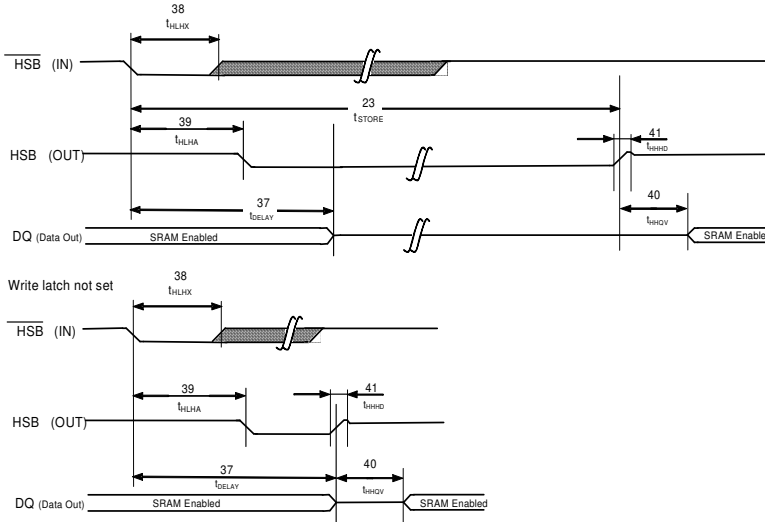 38
tHLHX
HSB (IN)
23
tSTORE
39
tHLHA
41
tHHHD
HSB (OUT)
37
tDELAY
40
tHHQV
DQ (Data Out)
SRAM Enabled
SRAM Enable
Write latch not set
38
tHLHX
HSB (IN)
39
tHLHA
41
tHHHD
HSB (OUT)
37
tDELAY
40
tHHQV
DQ (Data Out)
SRAM Enabled
SRAM Enabled